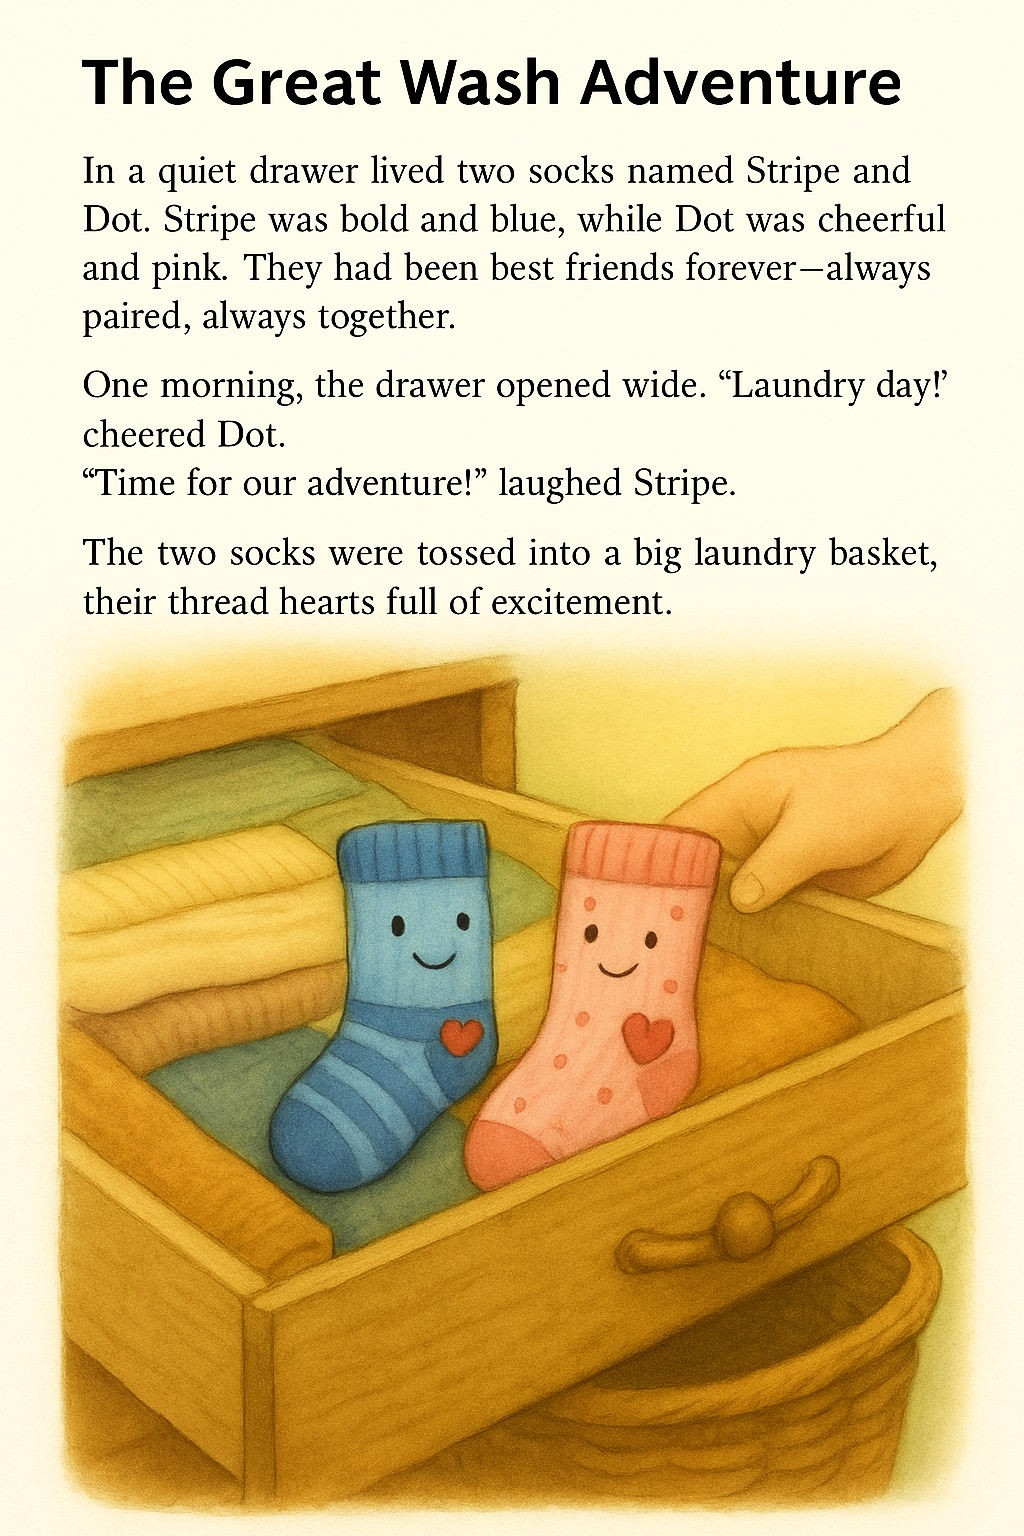 The Great Wash Adventure
In a quiet drawer lived two socks named Stripe and
Dot. Stripe was bold and blue, while Dot was cheerful
and pink. They had been best friends forever—always
paired, always together.
One morning, the drawer opened wide. “Laundry day!’
cheered Dot.
“Time for our adventure!” laughed Stripe.
The two socks were tossed into a big laundry basket,
their thread hearts full of excitement.